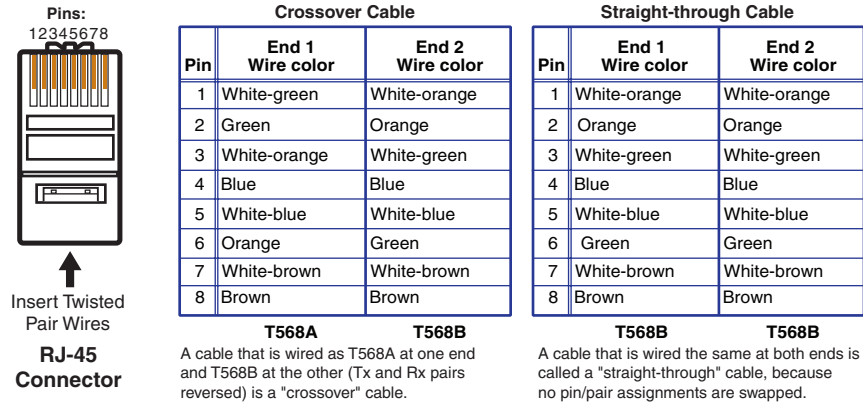 Pins:
12345678
Insert Twisted
Pair Wires
RJ-45
Connector
Crossover Cable
Pin End 1 Wire color End 2 Wire color
1 White-green White-orange
2 Green Orange
3 White-orange White-green
4 Blue Blue
5 White-blue White-blue
6 Orange Green
7 White-brown White-brown
8 Brown Brown
T568A T568B
A cable that is wired as T568A at one end
and T568B at the other (Tx and Rx pairs
reversed) is a "crossover" cable.
Straight-through Cable
Pin End 1 Wire color End 2 Wire color
1 White-orange White-orange
2 Orange Orange
3 White-green White-green
4 Blue Blue
5 White-blue White-blue
6 Green Green
7 White-brown White-brown
8 Brown Brown
T568B T568B
A cable that is wired the same at both ends is
called a "straight-through" cable, because
no pin/pair assignments are swapped.